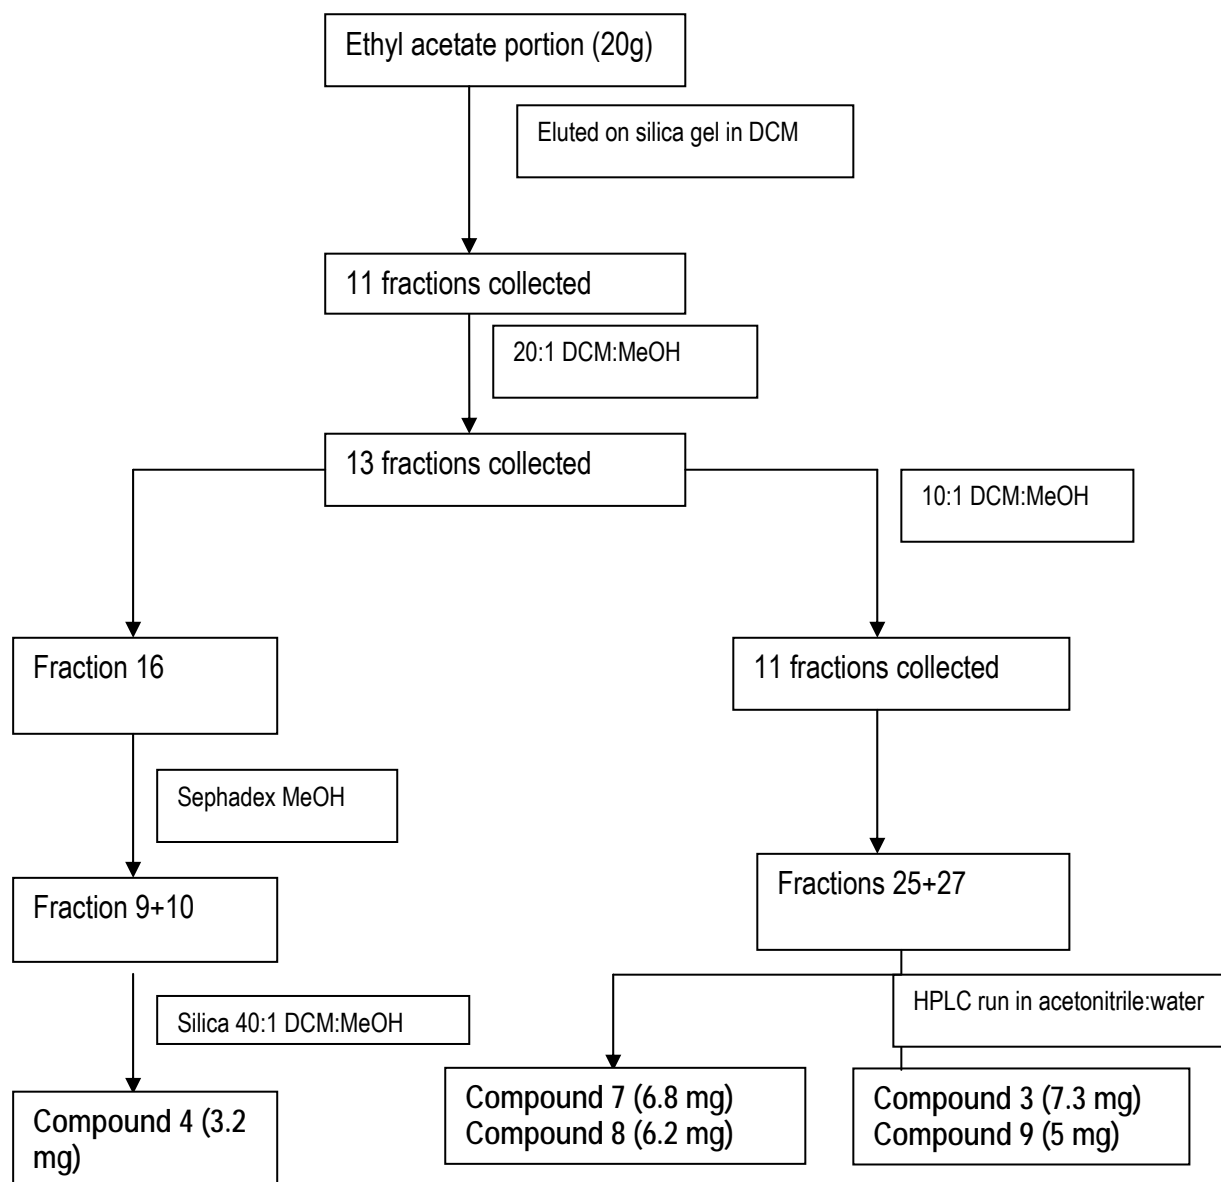 Ethyl acetate portion (20g)
Eluted on silica gel in DCM
11 fractions collected
20:1 DCM:MeOH
13 fractions collected
10:1 DCM:MeOH
Fraction 16
11 fractions collected
Sephadex MeOH
Fractions 25+27
Fraction 9+10
HPLC run in acetonitrile:water
Silica 40:1 DCM:MeOH
Compound 7 (6.8 mg)
Compound 8 (6.2 mg)
Compound 3 (7.3 mg)
Compound 9 (5 mg)
Compound 4 (3.2
mg)